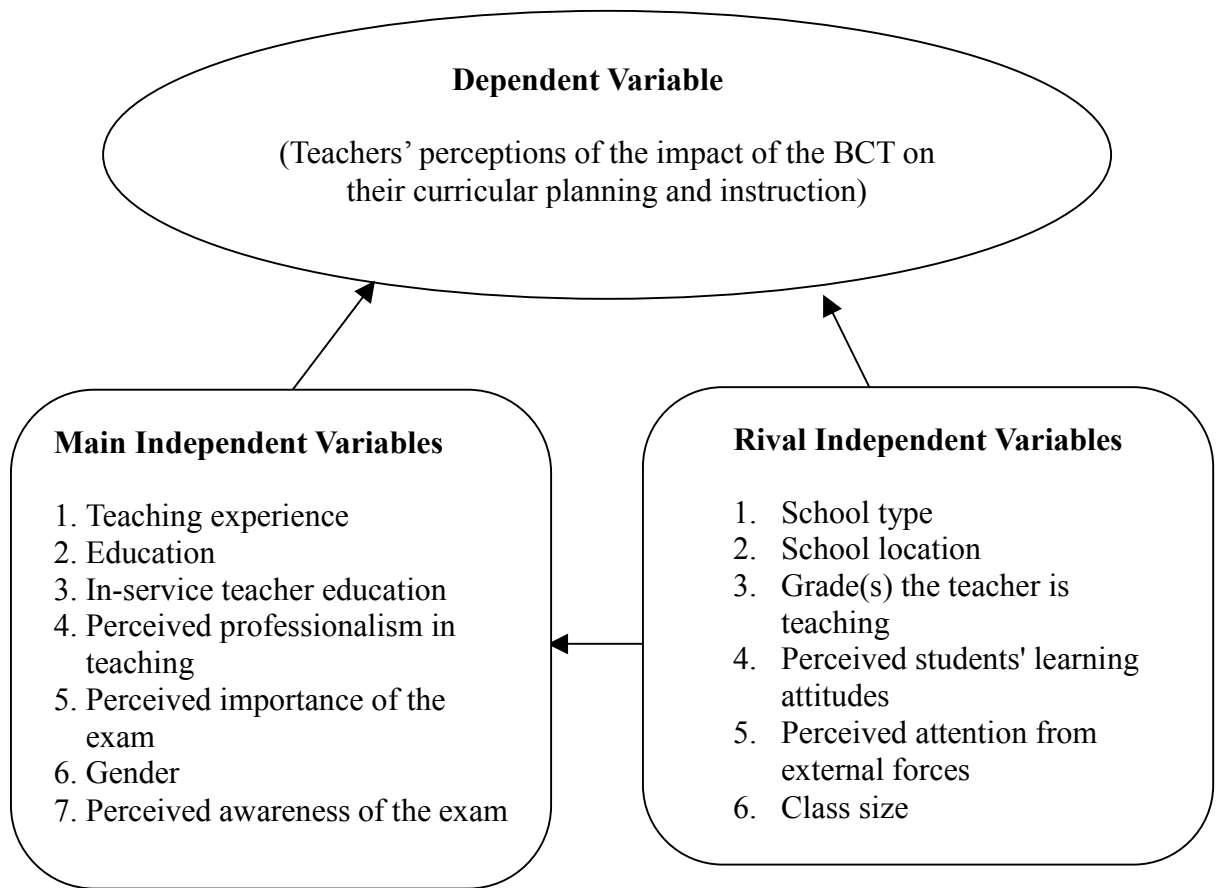 Dependent Variable
(Teachers’ perceptions of the impact of the BCT on
their curricular planning and instruction)
Main Independent Variables
1. Teaching experience
2. Education
3. In-service teacher education
4. Perceived professionalism in
teaching
5. Perceived importance of the
exam
6. Gender
7. Perceived awareness of the exam
Rival Independent Variables
1. School type
2. School location
3. Grade(s) the teacher is
teaching
4. Perceived students' learning
attitudes
5. Perceived attention from
external forces
6. Class size